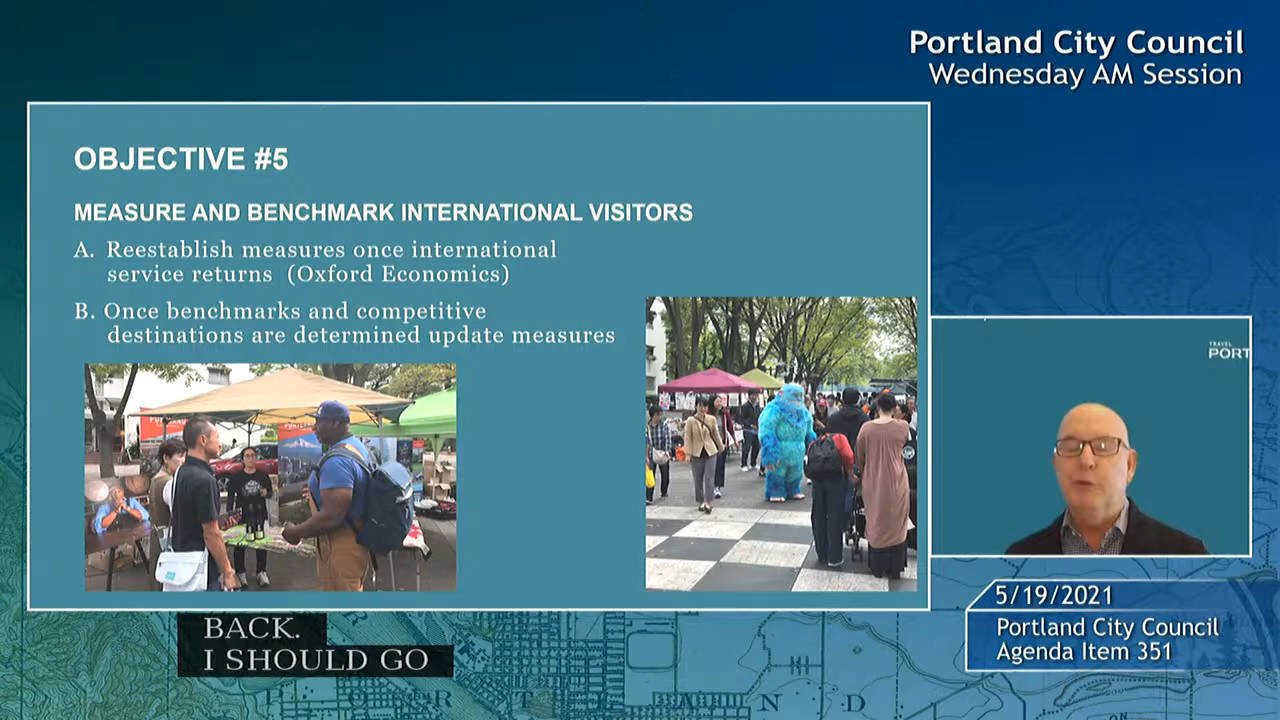 Portland City Council
Wednesday AM Session
OBJECTIVE #5
MEASURE AND BENCHMARK INTERNATIONAL VISITORS
A. Reestablish measures once international
service returns (Oxford Economics)
B. Once benchmarks and competitive
destinations are determined update measures
TRAVEL
PORT
5/19/2021
Portland City Council
Agenda Item 351
BACK.
I SHOULD GO